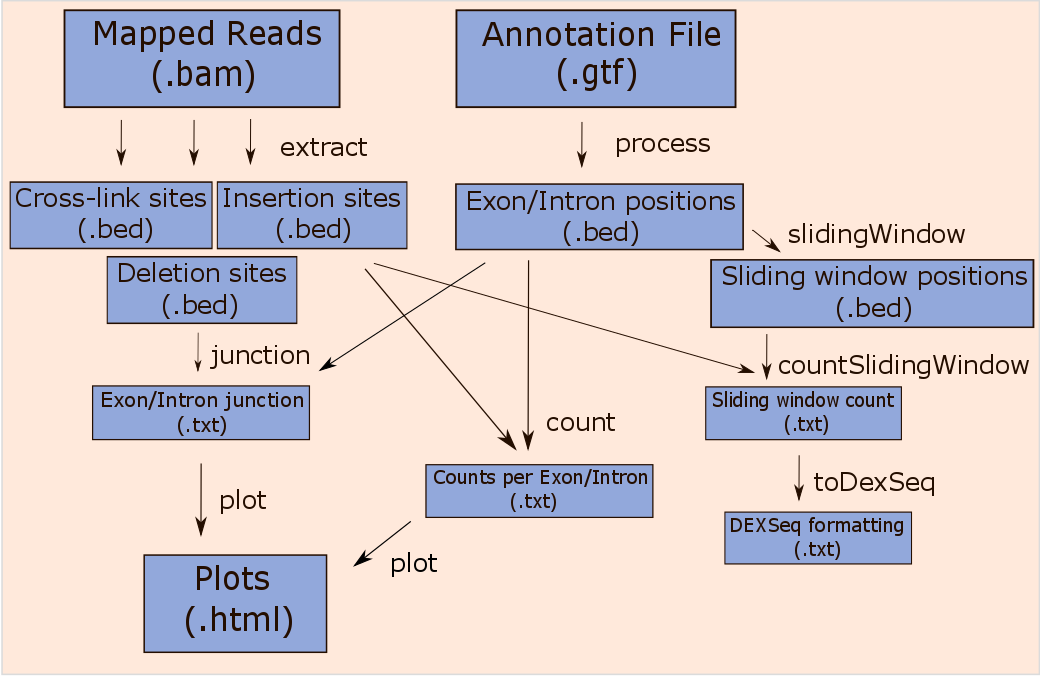 Mapped Reads
(.bam)
Annotation File
(.gtf)
extract
process
Cross-link sites
(.bed)
Insertion sites
(.bed)
Exon/Intron positions
(.bed)
slidingWindow
Deletion sites
(.bed)
Sliding window positions
(.bed)
junction
countSlidingWindow
Exon/Intron junction
(.txt)
Sliding window count
(.txt)
count
Counts per Exon/Intron
(.txt)
toDexSeq
plot
DEXSeq formatting
(.txt)
plot
Plots
(.html)